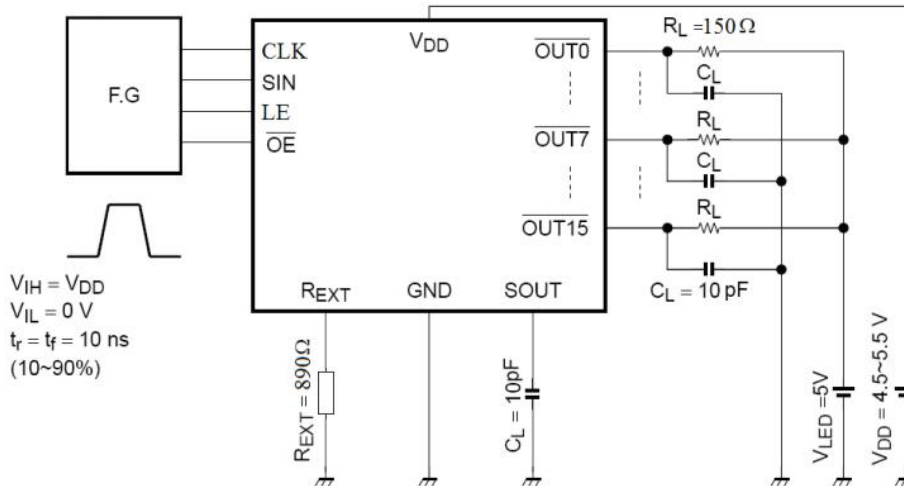 F.G
CLK
SIN
LE
OE
VDD
OUT0
OUT7
OUT15
REXT
GND
SOUT
RL =150Ω
CL
RL
CL
RL
CL = 10 pF
VIH = VDD
VIL = 0 V
tr = tf = 10 ns
(10~90%)
REXT = 890Ω
CL = 10pF
VLED =5V
VDD = 4.5~5.5 V